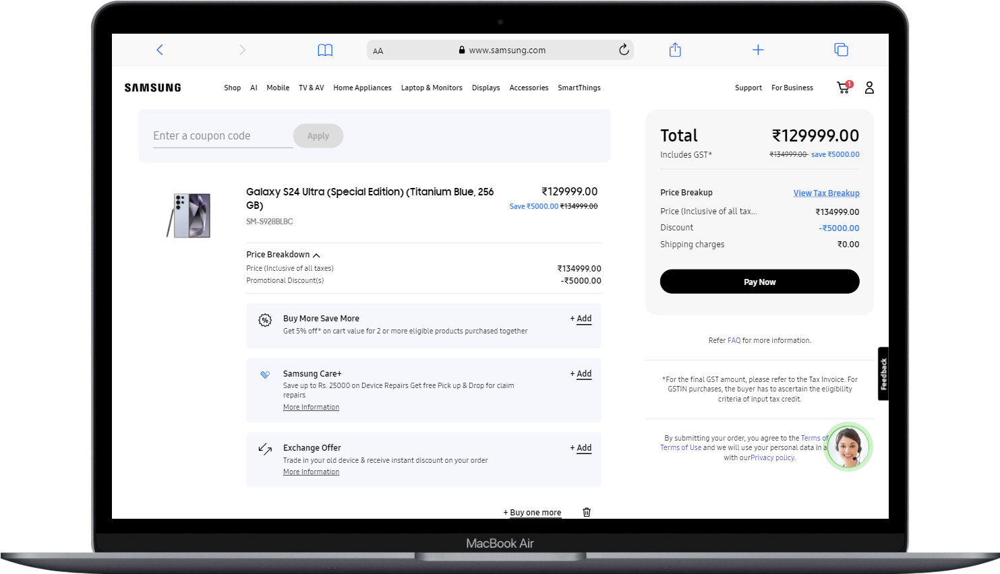 AA www.samsung.com
SAMSUNG Shop AI Mobile TV & AV Home Appliances Laptop & Monitors Displays Accessories SmartThings Support For Business 1
Enter a coupon code Apply
Galaxy S24 Ultra (Special Edition) (Titanium Blue, 256
GB)
SM-S928BLBC
₹129999.00
Save ₹5000.00 ₹134999.00
Price Breakdown
Price (Inclusive of all taxes) ₹134999.00
Promotional Discount(s) -₹5000.00
Buy More Save More + Add
Get 5% off* on cart value for 2 or more eligible products purchased together
Samsung Care+ + Add
Save up to Rs. 25000 on Device Repairs Get free Pick up & Drop for claim
repairs
More Information
Exchange Offer + Add
Trade in your old device & receive instant discount on your order
More Information
+ Buy one more
Total ₹129999.00
Includes GST* ₹134999.00 save ₹5000.00
Price Breakup View Tax Breakup
Price (Inclusive of all tax... ₹134999.00
Discount -₹5000.00
Shipping charges ₹0.00
Pay Now
Refer FAQ for more information.
*For the final GST amount, please refer to the Tax Invoice. For
GSTIN purchases, the buyer has to ascertain the eligibility
criteria of input tax credit.
By submitting your order, you agree to the Terms of
Terms of Use and we will use your personal data in a
with ourPrivacy policy.
Feedback
MacBook Air